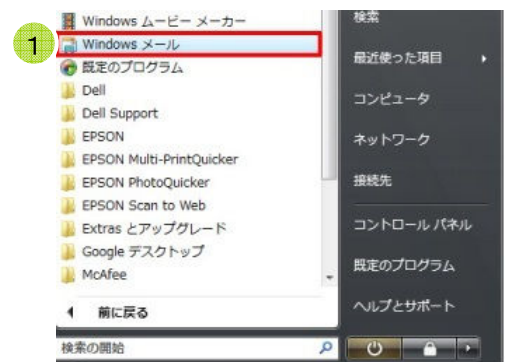 1
Windows ムービー メーカー
Windows メール
既定のプログラム
Dell
Dell Support
EPSON
EPSON Multi-PrintQuicker
EPSON PhotoQuicker
EPSON Scan to Web
Extras とアップグレード
Google デスクトップ
McAfee
前に戻る
検索の開始
検索
最近使った項目
コンピュータ
ネットワーク
接続先
コントロール パネル
既定のプログラム
ヘルプとサポート